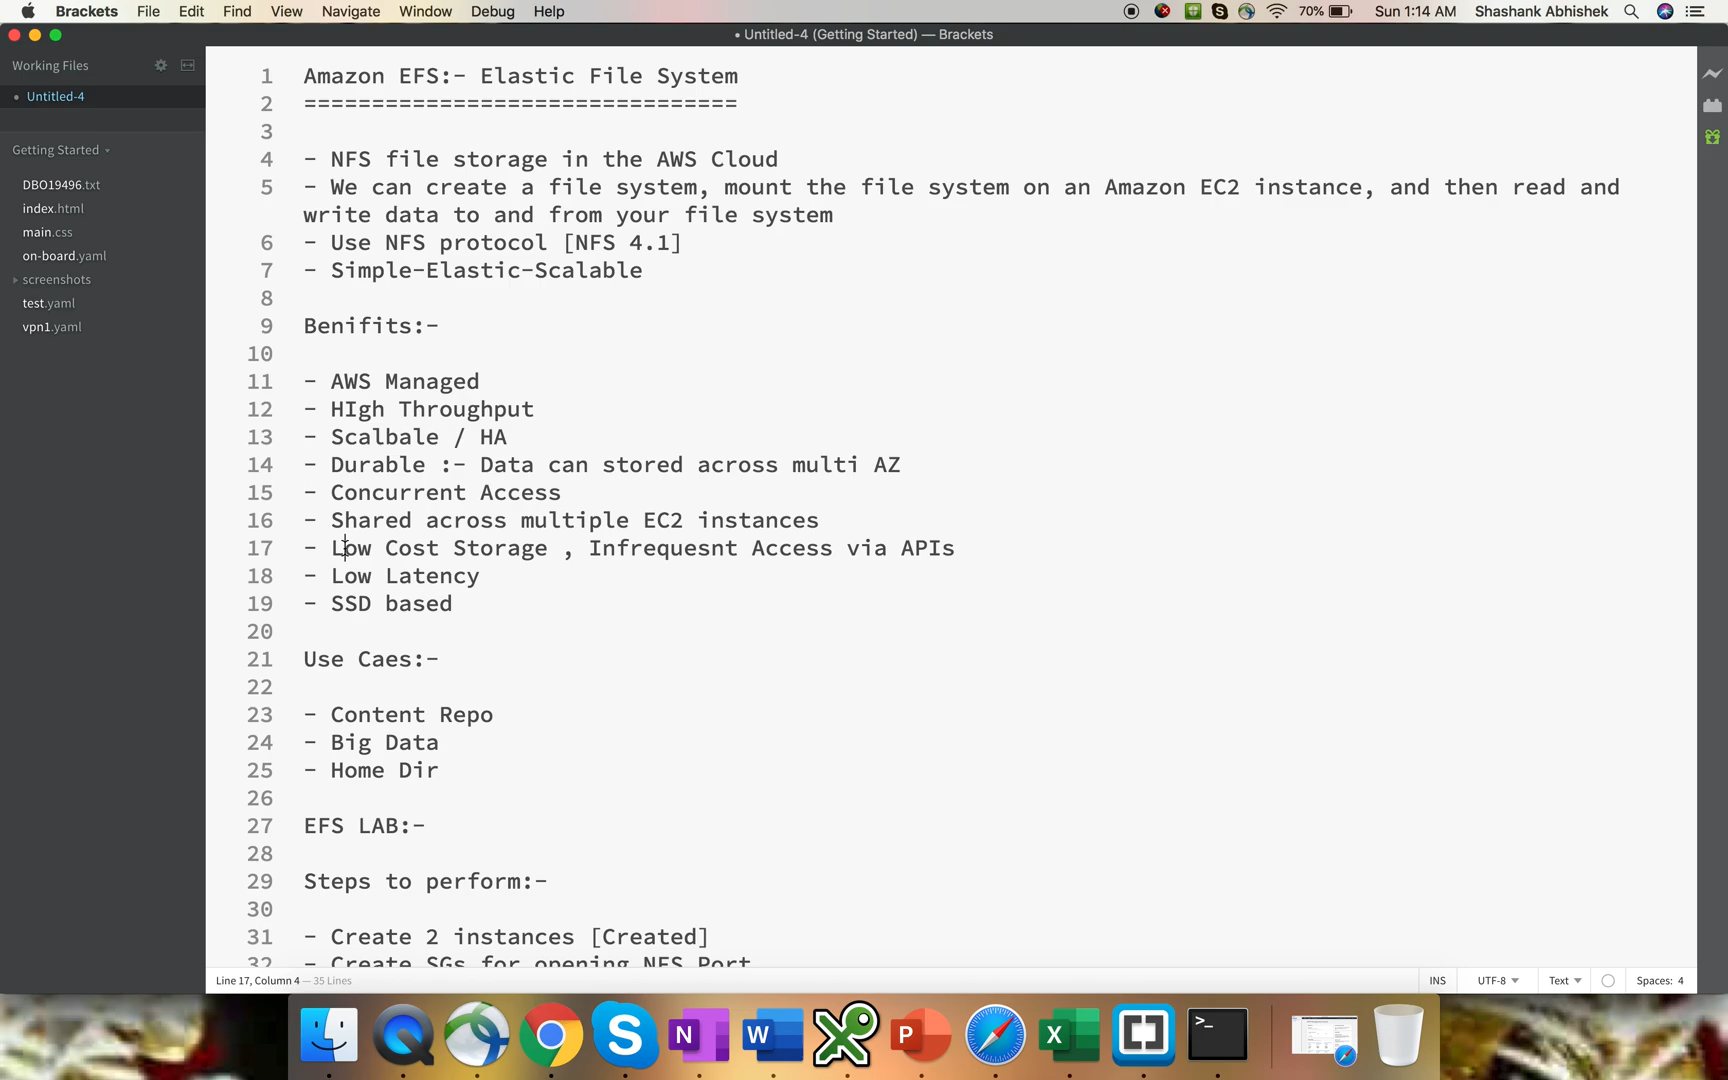 Brackets File Edit Find View Navigate Window Debug Help 70% Sun 1:14 AM Shashank Abhishek
• Untitled-4 (Getting Started) — Brackets
Working Files
• Untitled-4
Getting Started
DBO19496.txt
index.html
main.css
on-board.yaml
screenshots
test.yaml
vpn1.yaml
1 Amazon EFS:- Elastic File System
2 ================================
3
4 - NFS file storage in the AWS Cloud
5 - We can create a file system, mount the file system on an Amazon EC2 instance, and then read and
write data to and from your file system
6 - Use NFS protocol [NFS 4.1]
7 - Simple-Elastic-Scalable
8
9 Benifits:-
10
11 - AWS Managed
12 - HIgh Throughput
13 - Scalbale / HA
14 - Durable :- Data can stored across multi AZ
15 - Concurrent Access
16 - Shared across multiple EC2 instances
17 - Low Cost Storage , Infrequesnt Access via APIs
18 - Low Latency
19 - SSD based
20
21 Use Caes:-
22
23 - Content Repo
24 - Big Data
25 - Home Dir
26
27 EFS LAB:-
28
29 Steps to perform:-
30
31 - Create 2 instances [Created]
32 - Create SGs for opening NFS Port
Line 17, Column 4 — 35 Lines
INS UTF-8 Text Spaces: 4
S N W P X >_